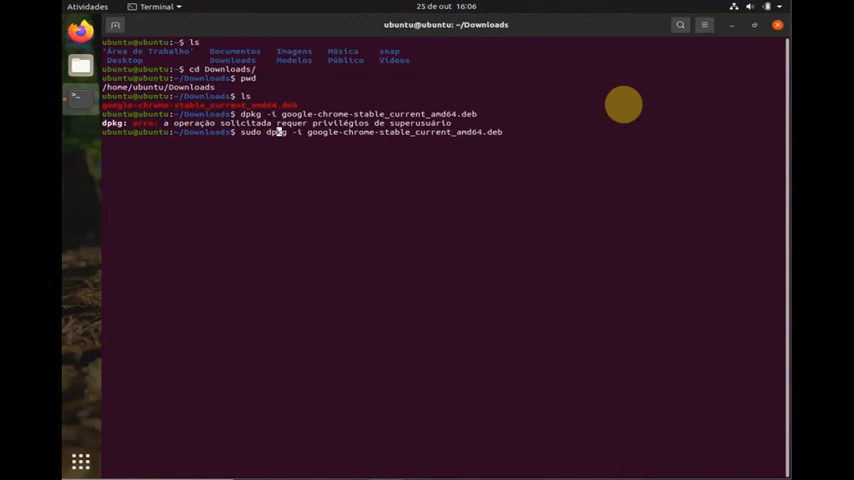 Atividades
Terminal
25 de out 16:06
ubuntu@ubuntu: ~/Downloads
ubuntu@ubuntu:~$ ls
'Área de Trabalho' Documentos Imagens Música snap
Desktop Downloads Modelos Público Vídeos
ubuntu@ubuntu:~$ cd Downloads/
ubuntu@ubuntu:~/Downloads$ pwd
/home/ubuntu/Downloads
ubuntu@ubuntu:~/Downloads$ ls
google-chrome-stable_current_amd64.deb
ubuntu@ubuntu:~/Downloads$ dpkg -i google-chrome-stable_current_amd64.deb
dpkg: erro: a operação solicitada requer privilégios de superusuário
ubuntu@ubuntu:~/Downloads$ sudo dpkg -i google-chrome-stable_current_amd64.deb